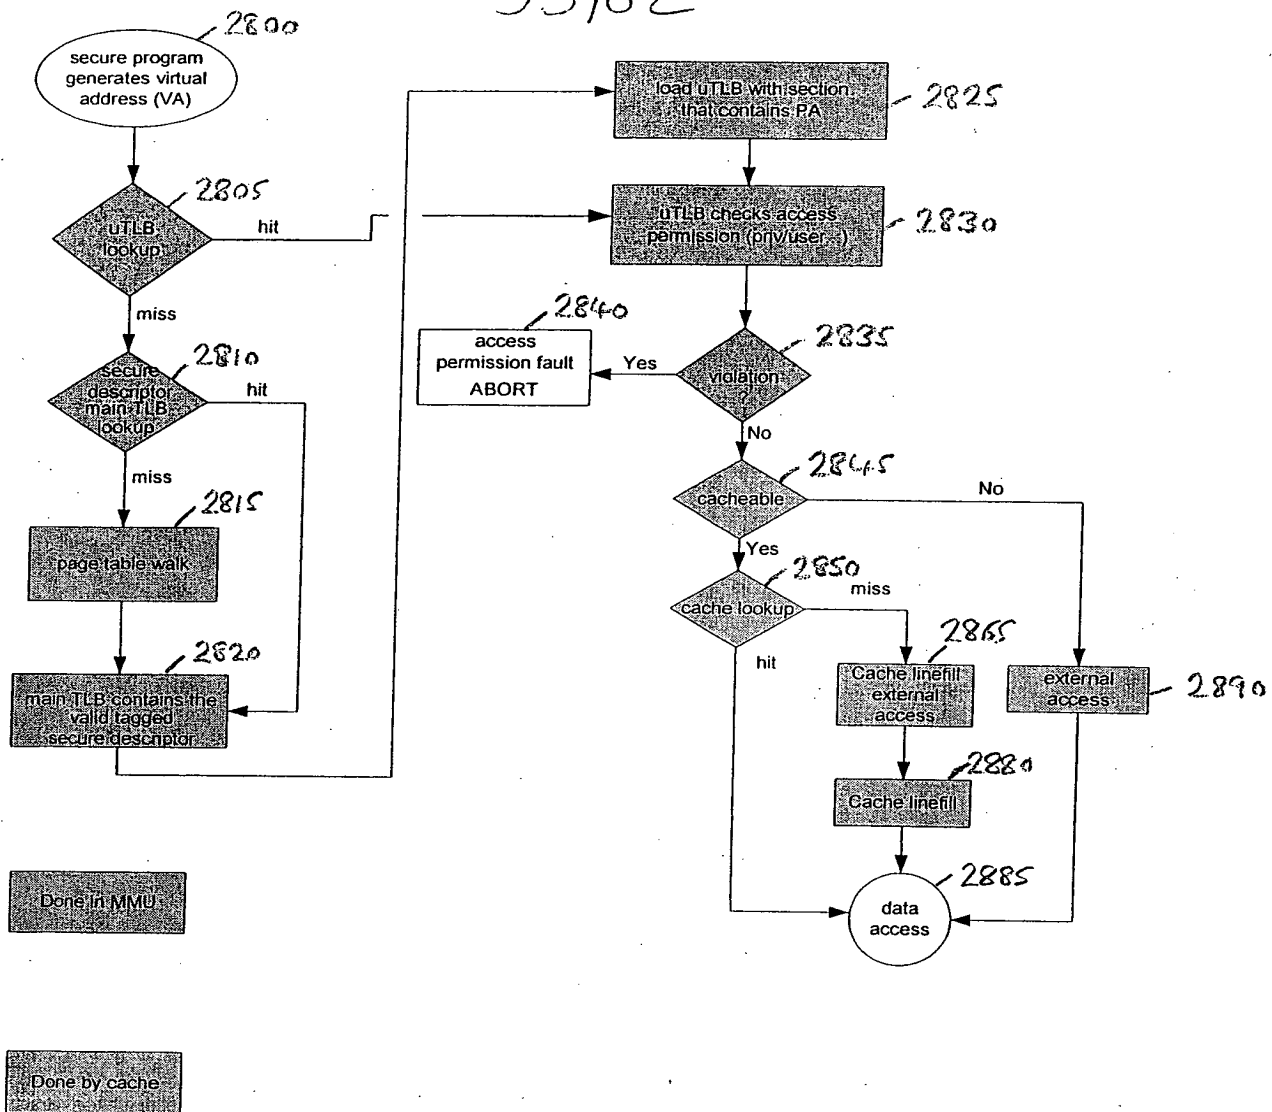 55/62
2800
secure program
generates virtual
address (VA)
2805
uTLB
lookup
hit
miss
2810
secure
descriptor
main-TLB
lookup
hit
miss
2815
page table walk
2820
main TLB contains the
valid tagged
secure descriptor
load uTLB with section
that contains PA
2825
uTLB checks access
permission (priv/user...)
2830
2840
access
permission fault
ABORT
Yes
2835
violation
?
No
2845
cacheable
No
Yes
2850
cache lookup
miss
hit
2865
Cache linefill
external
access
external
access
2890
2880
Cache linefill
2885
data
access
Done in MMU
Done by cache